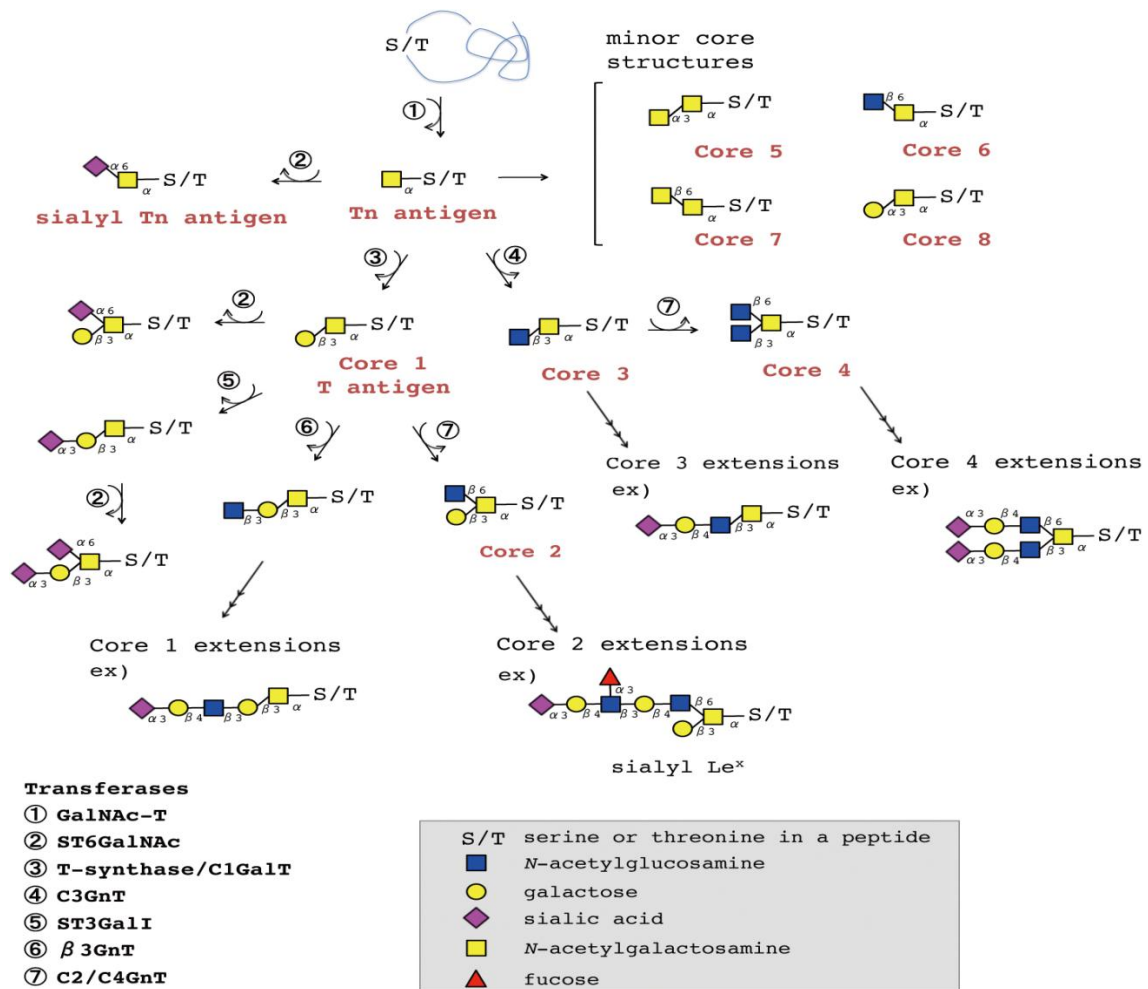 S/T
minor core
structures
①
S/T
α3 α
Core 5
β6
S/T
α
Core 6
②
α6
S/T
α
sialyl Tn antigen
S/T
α
Tn antigen
β6
S/T
α
Core 7
S/T
α3 α
Core 8
③
④
②
α6
S/T
β3 α
S/T
β3 α
Core 1
T antigen
S/T
β3 α
Core 3
⑦
β6
S/T
β3 α
Core 4
⑤
S/T
α3 β3 α
⑥
⑦
②
S/T
β3 β3 α
β6
S/T
β3 α
Core 2
Core 3 extensions
ex)
S/T
α3 β4 β3 α
Core 4 extensions
ex)
α3 β4 β6
S/T
α3 β4 β3 α
α6
S/T
α3 β3 α
Core 1 extensions
ex)
S/T
α3 β4 β3 β3 α
Core 2 extensions
ex)
α3
α3 β4 β3 β4 β6
S/T
β3 α
sialyl Leˣ
Transferases
① GalNAc-T
② ST6GalNAc
③ T-synthase/C1GalT
④ C3GnT
⑤ ST3GalI
⑥ β3GnT
⑦ C2/C4GnT
S/T serine or threonine in a peptide
N-acetylglucosamine
galactose
sialic acid
N-acetylgalactosamine
fucose